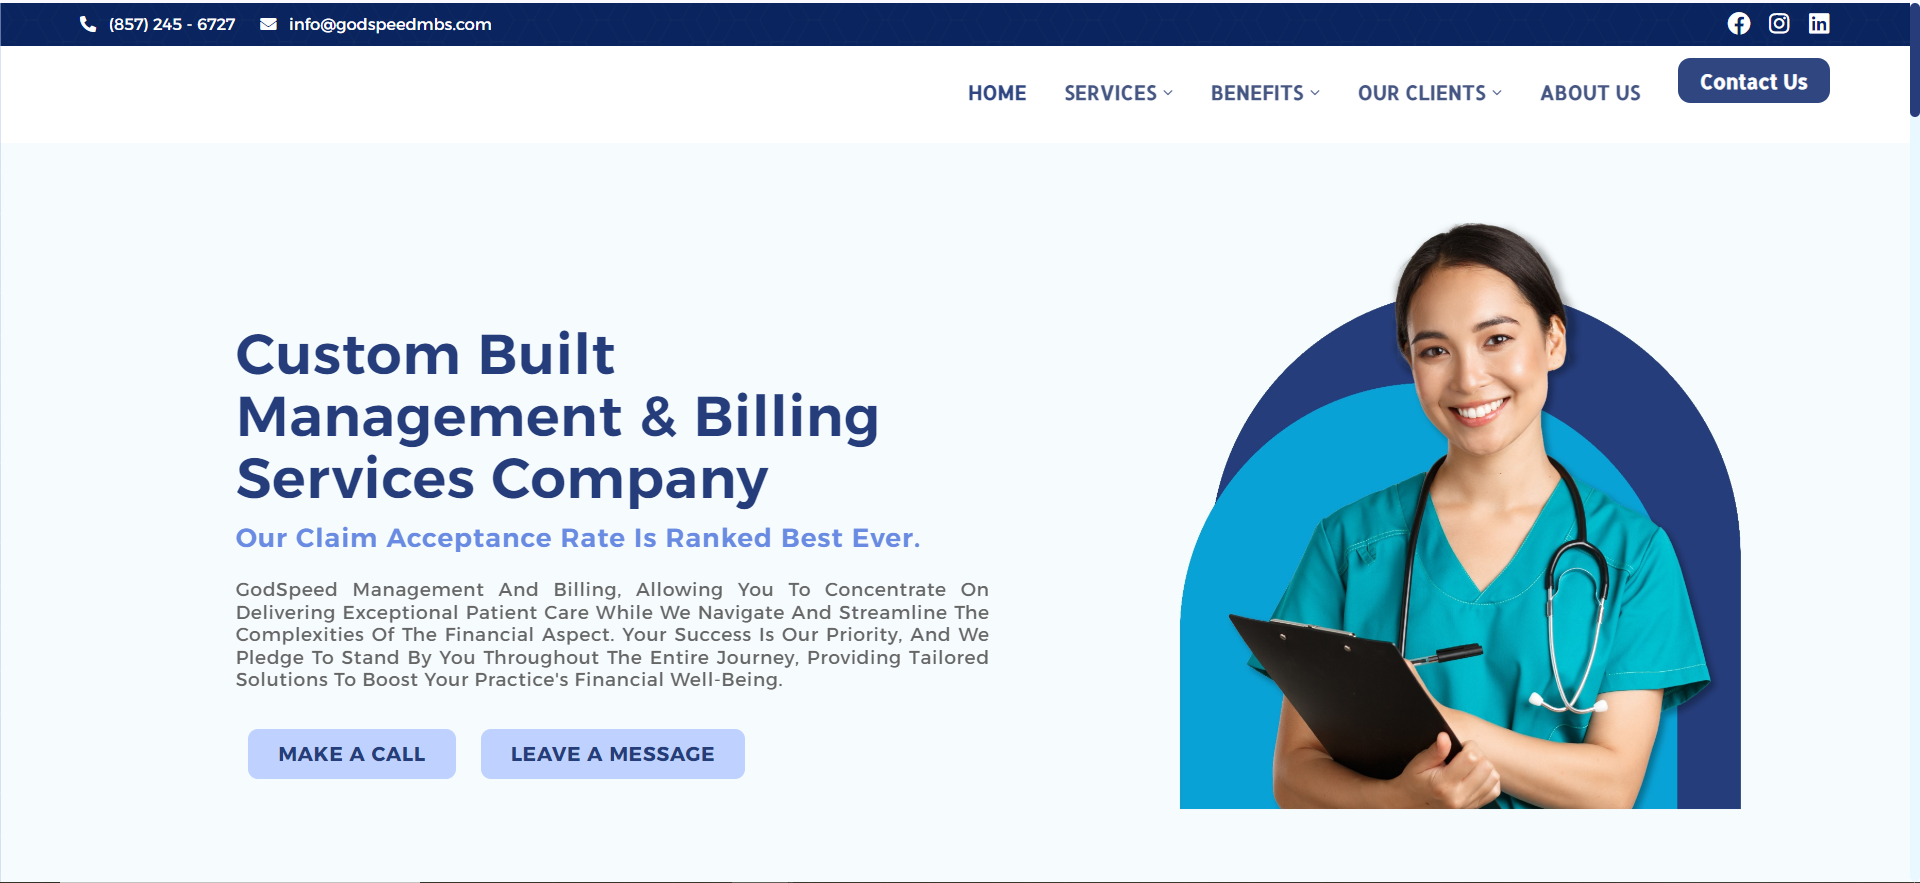 (857) 245 - 6727 info@godspeedmbs.com
HOME SERVICES BENEFITS OUR CLIENTS ABOUT US Contact Us
Custom Built
Management & Billing
Services Company
Our Claim Acceptance Rate Is Ranked Best Ever.
GodSpeed Management And Billing, Allowing You To Concentrate On
Delivering Exceptional Patient Care While We Navigate And Streamline The
Complexities Of The Financial Aspect. Your Success Is Our Priority, And We
Pledge To Stand By You Throughout The Entire Journey, Providing Tailored
Solutions To Boost Your Practice's Financial Well-Being.
MAKE A CALL LEAVE A MESSAGE